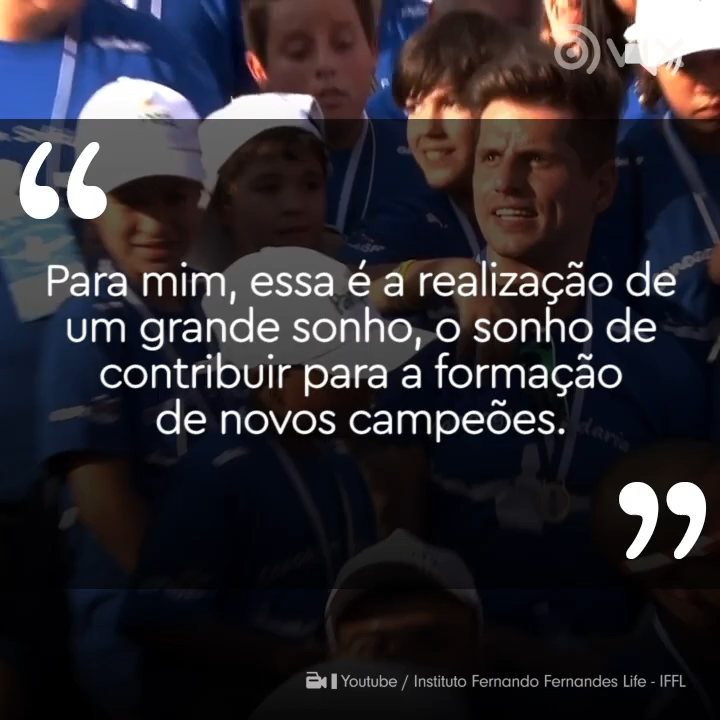 VIX
“
Para mim, essa é a realização de
um grande sonho, o sonho de
contribuir para a formação
de novos campeões.
”
Youtube / Instituto Fernando Fernandes Life - IFFL